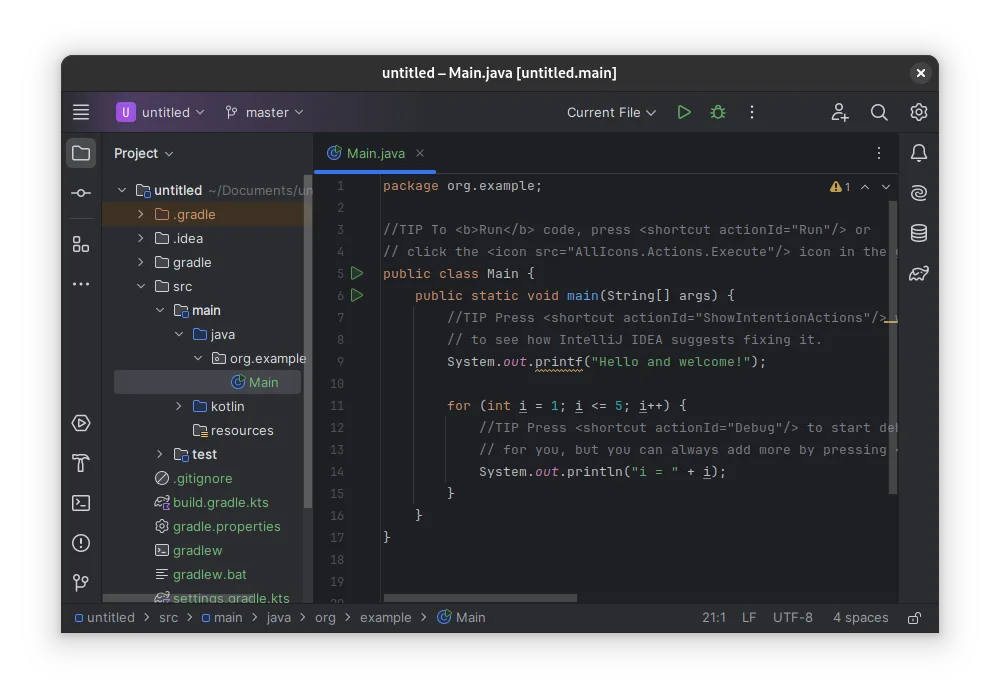 untitled – Main.java [untitled.main]
U untitled master Current File
Project
Main.java
untitled ~/Documents/un
.gradle
.idea
gradle
src
main
java
org.example
Main
kotlin
resources
test
.gitignore
build.gradle.kts
gradle.properties
gradlew
gradlew.bat
settings.gradle.kts
1 package org.example;
1
2
3 //TIP To <b>Run</b> code, press <shortcut actionId="Run"/> or
4 // click the <icon src="AllIcons.Actions.Execute"/> icon in the
5 public class Main {
6 public static void main(String[] args) {
7 //TIP Press <shortcut actionId="ShowIntentionActions"/>
8 // to see how IntelliJ IDEA suggests fixing it.
9 System.out.printf("Hello and welcome!");
10
11 for (int i = 1; i <= 5; i++) {
12 //TIP Press <shortcut actionId="Debug"/> to start de
13 // for you, but you can always add more by pressing
14 System.out.println("i = " + i);
15 }
16 }
17 }
18
19
20
untitled > src > main > java > org > example > Main
21:1 LF UTF-8 4 spaces